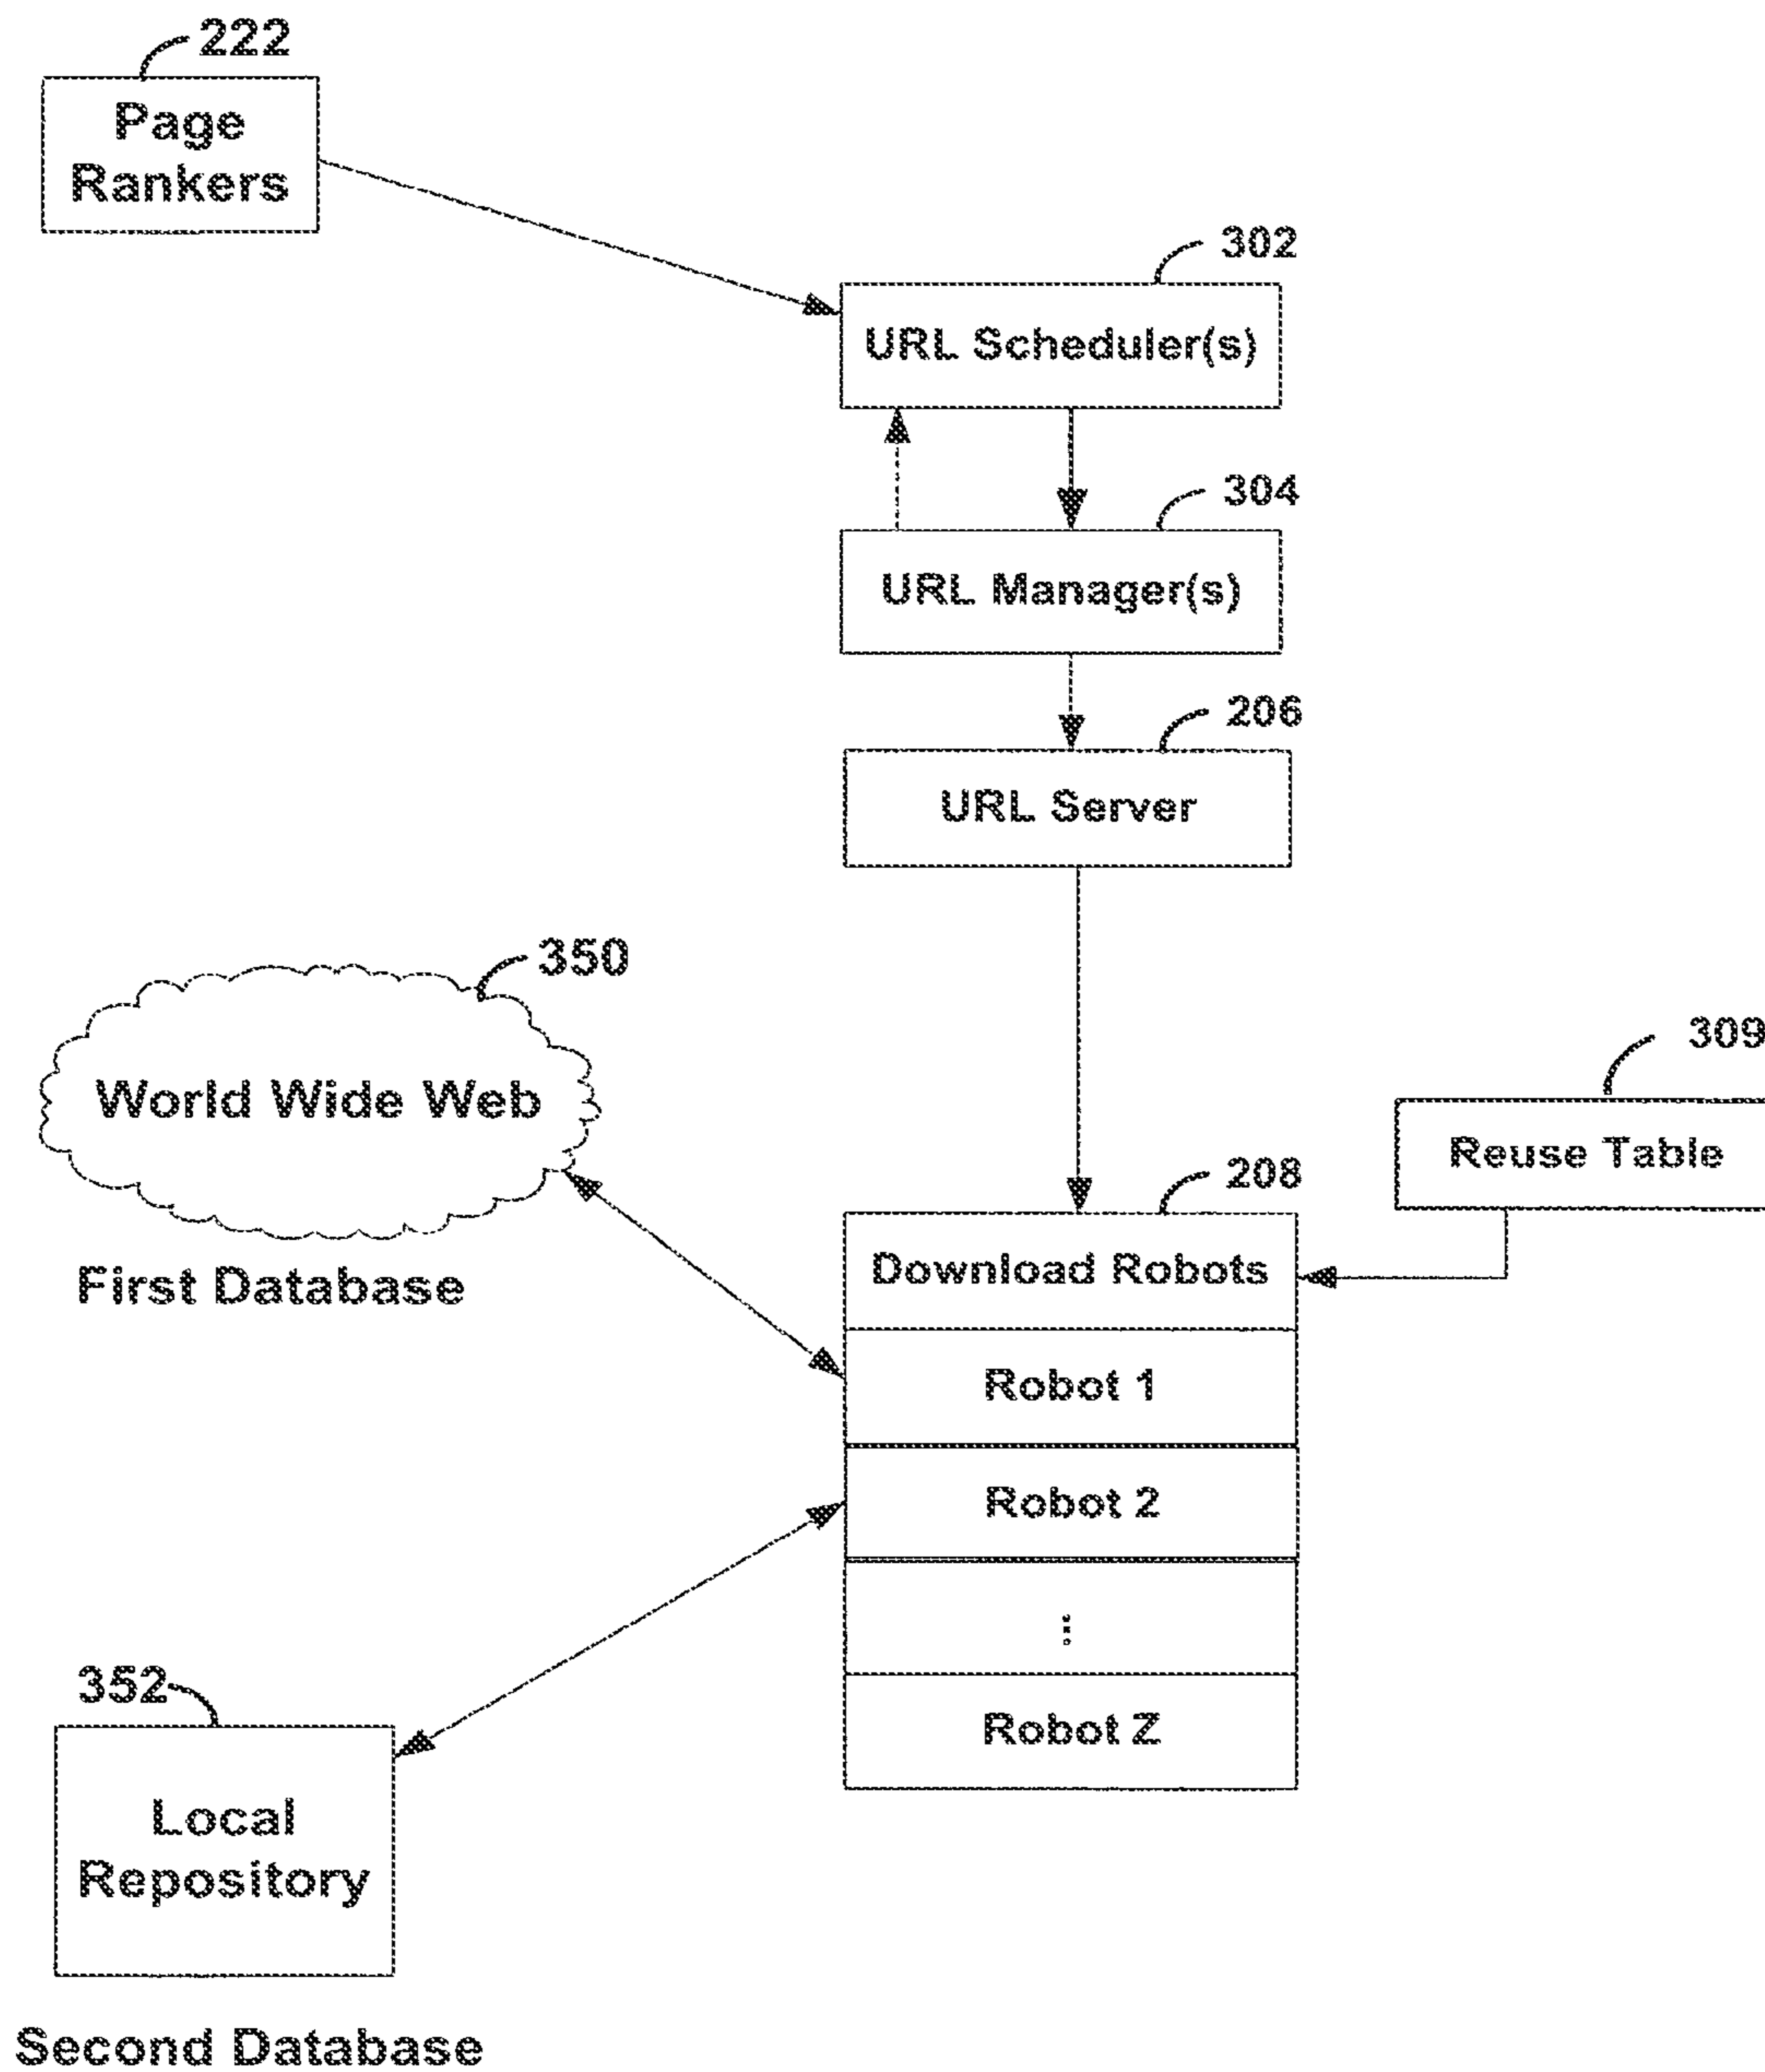 222
Page
Rankers
302
URL Scheduler(s)
304
URL Manager(s)
206
URL Server
350
World Wide Web
First Database
309
Reuse Table
208
Download Robots
Robot 1
Robot 2
⋮
Robot Z
352
Local
Repository
Second Database